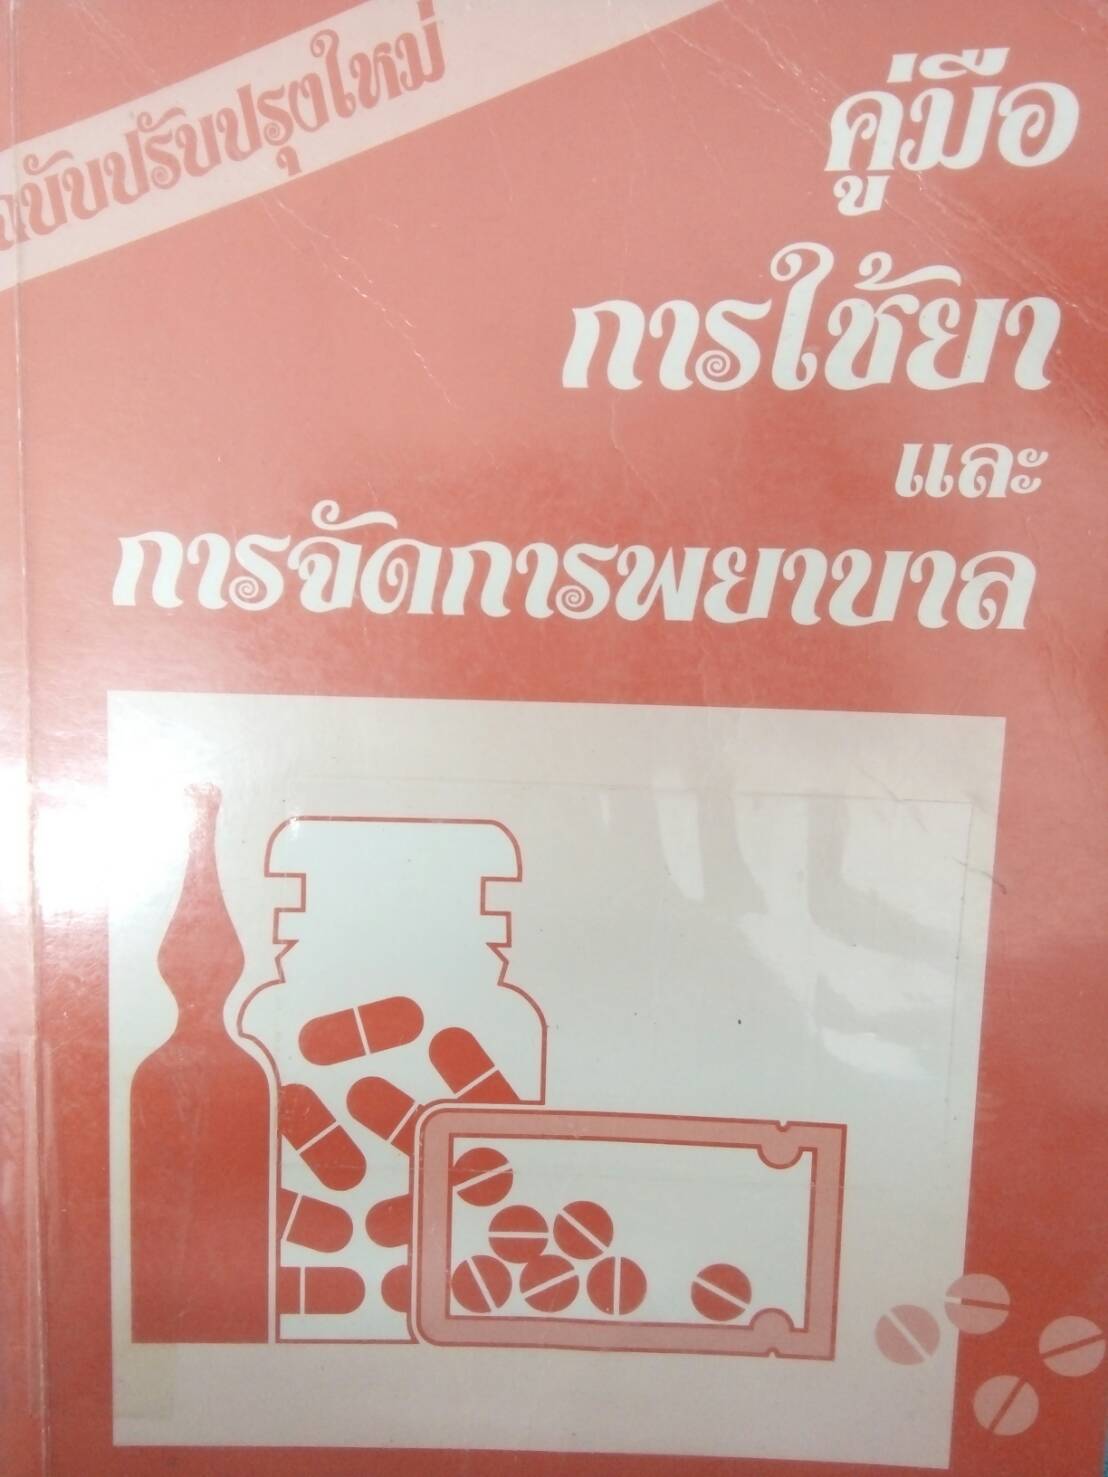 ฉบับปรับปรุงใหม่
คู่มือ
การใช้ยา
และ
การจัดการพยาบาล